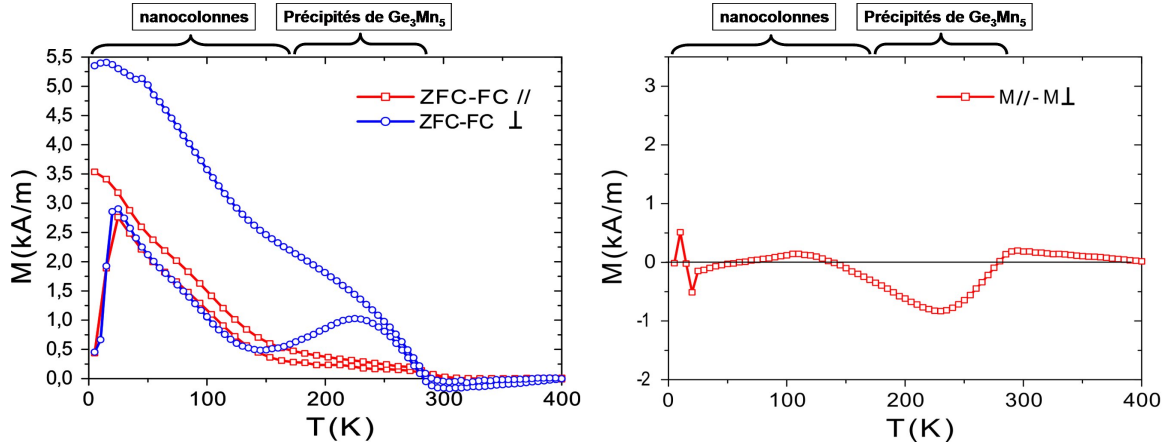 nanocolonnes
Précipités de Ge₃Mn₅
5,5
5,0
4,5
4,0
3,5
3,0
2,5
2,0
1,5
1,0
0,5
0,0
M(kA/m)
ZFC-FC //
ZFC-FC ⊥
0
100
200
300
400
T(K)
nanocolonnes
Précipités de Ge₃Mn₅
3
2
1
0
-1
-2
M(kA/m)
M//-M⊥
0
100
200
300
400
T(K)